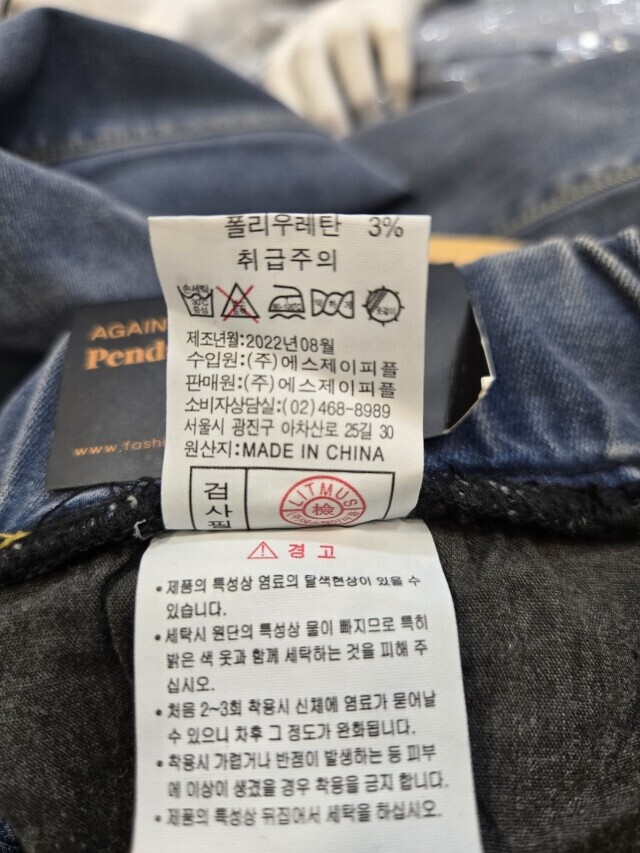 폴리우레탄 3%
취급주의
손세탁
30℃
중성
제조년월:2022년08월
수입원:(주)에스제이피플
판매원:(주)에스제이피플
소비자상담실:(02)468-8989
서울시 광진구 아차산로 25길 30
원산지:MADE IN CHINA
검사필
LITMUS
檢
AGAIN
Pend
www.fashi
⚠ 경 고
• 제품의 특성상 염료의 탈색현상이 있을 수
있습니다.
• 세탁시 원단의 특성상 물이 빠지므로 특히
밝은 색 옷과 함께 세탁하는 것을 피해 주
십시오.
• 처음 2~3회 착용시 신체에 염료가 묻어날
수 있으니 차후 그 정도가 완화됩니다.
• 착용시 가렵거나 반점이 발생하는 등 피부
에 이상이 생겼을 경우 착용을 금지 합니다.
• 제품의 특성상 뒤집어서 세탁을 하십시오.